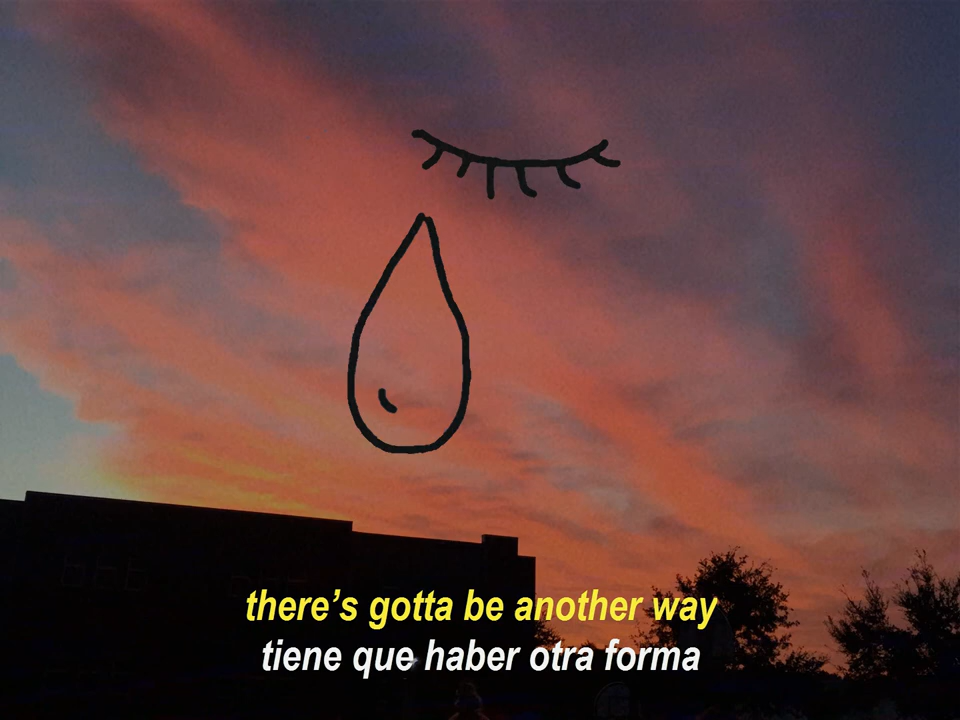 there’s gotta be another way
tiene que haber otra forma